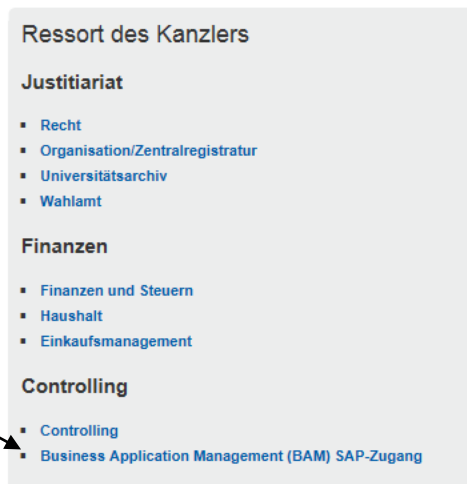 Ressort des Kanzlers
Justitiariat
Recht
Organisation/Zentralregistratur
Universitätsarchiv
Wahlamt
Finanzen
Finanzen und Steuern
Haushalt
Einkaufsmanagement
Controlling
Controlling
Business Application Management (BAM) SAP-Zugang